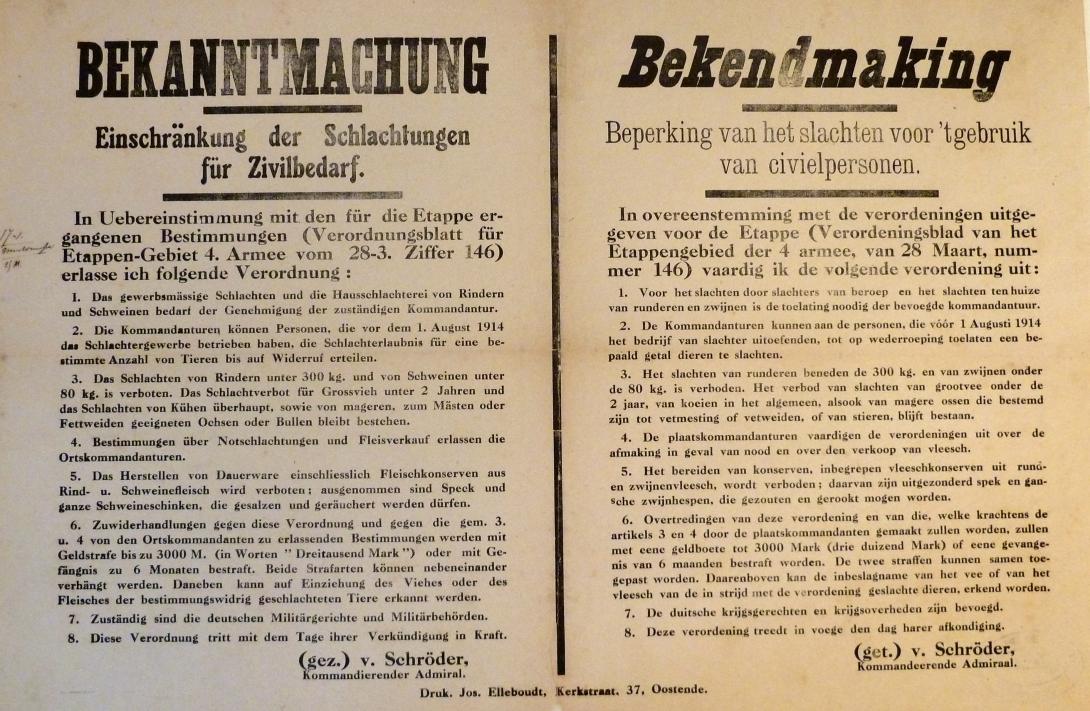 BEKANNTMACHUNG
Einschränkung der Schlachtungen
für Zivilbedarf.
In Uebereinstimmung mit den für die Etappe er-
gangenen Bestimmungen (Verordnungsblatt für
Etappen-Gebiet 4. Armee vom 28-3. Ziffer 146)
erlasse ich folgende Verordnung :
1. Das gewerbsmässige Schlachten und die Hausschlachterei von Rindern
und Schweinen bedarf der Genehmigung der zuständigen Kommandantur.
2. Die Kommandanturen können Personen, die vor dem 1. August 1914
das Schlachtergewerbe betrieben haben, die Schlachterlaubnis für eine be-
stimmte Anzahl von Tieren bis auf Widerruf erteilen.
3. Das Schlachten von Rindern unter 300 kg. und von Schweinen unter
80 kg. is verboten. Das Schlachtverbot für Grossvieh unter 2 Jahren und
das Schlachten von Kühen überhaupt, sowie von mageren, zum Mästen oder
Fettweiden geeigneten Ochsen oder Bullen bleibt bestehen.
4. Bestimmungen über Notschlachtungen und Fleisverkauf erlassen die
Ortskommandanturen.
5. Das Herstellen von Dauerware einschliesslich Fleischkonserven aus
Rind- u. Schweinefleisch wird verboten ; ausgenommen sind Speck und
ganze Schweineschinken, die gesalzen und geräuchert werden dürfen.
6. Zuwiderhandlungen gegen diese Verordnung und gegen die gem. 3.
u. 4 von den Ortskommandanten zu erlassenden Bestimmungen werden mit
Geldstrafe bis zu 3000 M. (in Worten " Dreitausend Mark ") oder mit Ge-
fängnis zu 6 Monaten bestraft. Beide Strafarten können nebeneinander
verhängt werden. Daneben kann auf Einziehung des Viehes oder des
Fleisches der bestimmungswidrig geschlachteten Tiere erkannt werden.
7. Zuständig sind die deutschen Militärgerichte und Militärbehörden.
8. Diese Verordnung tritt mit dem Tage ihrer Verkündigung in Kraft.
(gez.) v. Schröder,
Kommandierender Admiral.
Bekendmaking
Beperking van het slachten voor 'tgebruik
van civielpersonen.
In overeenstemming met de verordeningen uitge-
geven voor de Etappe (Verordeningsblad van het
Etappengebied der 4 armee, van 28 Maart, num-
mer 146) vaardig ik de volgende verordening uit :
1. Voor het slachten door slachters van beroep en het slachten ten huize
van runderen en zwijnen is de toelating noodig der bevoegde kommandantuur.
2. De Kommandanturen kunnen aan de personen, die vóór 1 Augusti 1914
het bedrijf van slachter uitoefenden, tot op wederroeping toelaten een be-
paald getal dieren te slachten.
3. Het slachten van runderen beneden de 300 kg. en van zwijnen onder
de 80 kg. is verboden. Het verbod van slachten van grootvee onder de
2 jaar, van koeien in het algemeen, alsook van magere ossen die bestemd
zijn tot vetmesting of vetweiden, of van stieren, blijft bestaan.
4. De plaatskommandanturen vaardigen de verordeningen uit over de
afmaking in geval van nood en over den verkoop van vleesch.
5. Het bereiden van konserven, inbegrepen vleeschkonserven uit rund-
en zwijnenvleesch, wordt verboden ; daarvan zijn uitgezonderd spek en gan-
sche zwijnhespen, die gezouten en gerookt mogen worden.
6. Overtredingen van deze verordening en van die, welke krachtens de
artikels 3 en 4 door de plaatskommandanten gemaakt zullen worden, zullen
met eene geldboete tot 3000 Mark (drie duizend Mark) of eene gevange-
nis van 6 maanden bestraft worden. De twee straffen kunnen samen toe-
gepast worden. Daarenboven kan de inbeslagname van het vee of van het
vleesch van de in strijd met de verordening geslachte dieren, erkend worden.
7. De duitsche krijgsgerechten en krijgsoverheden zijn bevoegd.
8. Deze verordening treedt in voege den dag harer afkondiging.
(get.) v. Schröder,
Kommandeerende Admiraal.
Druk. Jos. Elleboudt, Kerkstraat, 37, Oostende.